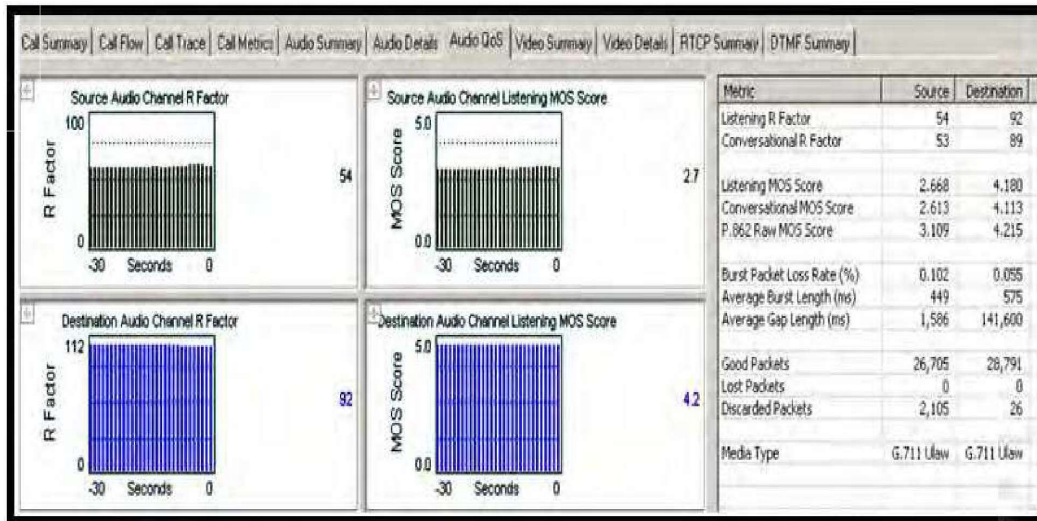 Call Summary Call Flow Call Trace Call Metrics Audio Summary Audio Details Audio QoS Video Summary Video Details RTCP Summary DTMF Summary
Source Audio Channel R Factor
100
R Factor
0
-30 Seconds 0
54
Source Audio Channel Listening MOS Score
5.0
MOS Score
0.0
-30 Seconds 0
2.7
Destination Audio Channel R Factor
112
R Factor
0
-30 Seconds 0
92
Destination Audio Channel Listening MOS Score
5.0
MOS Score
0.0
-30 Seconds 0
4.2
Metric Source Destination
Listening R Factor 54 92
Conversational R Factor 53 89
Listening MOS Score 2.668 4.180
Conversational MOS Score 2.613 4.113
P.862 Raw MOS Score 3.109 4.215
Burst Packet Loss Rate (%) 0.102 0.055
Average Burst Length (ms) 449 575
Average Gap Length (ms) 1,586 141,600
Good Packets 26,705 28,791
Lost Packets 0 0
Discarded Packets 2,105 26
Media Type G.711 Ulaw G.711 Ulaw